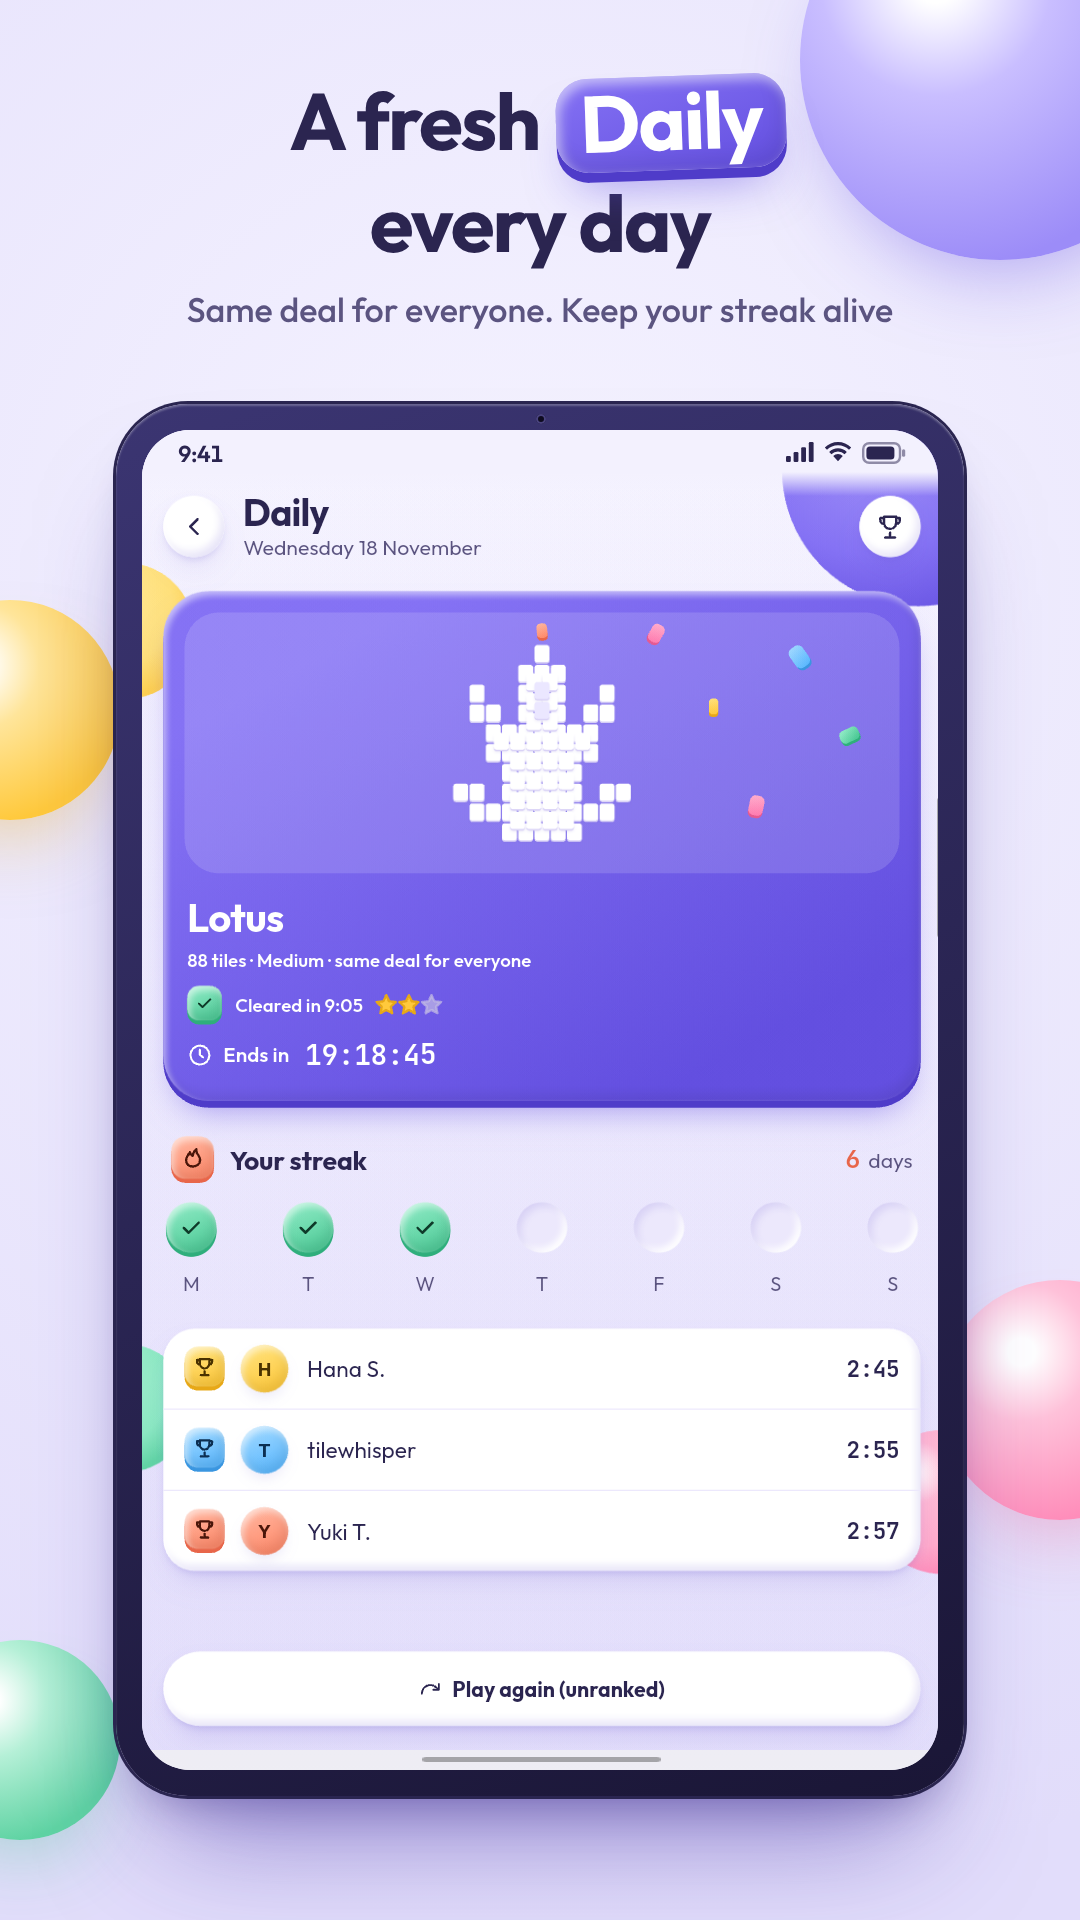 A fresh Daily
every day
Same deal for everyone. Keep your streak alive
9:41
Daily
Wednesday 18 November
Lotus
88 tiles · Medium · same deal for everyone
Cleared in 9:05
Ends in 19:18:45
Your streak
6 days
M T W T F S S
H Hana S. 2:45
T tilewhisper 2:55
Y Yuki T. 2:57
Play again (unranked)